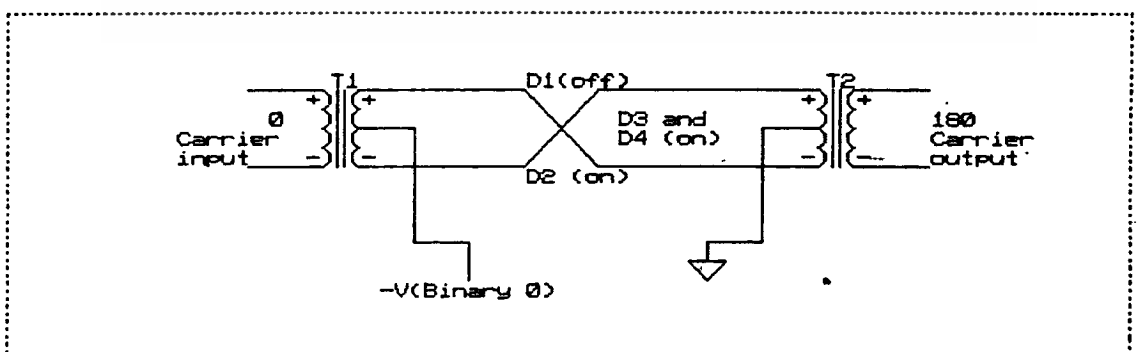 T1
D1(off)
T2
+
+
+
+
0
Carrier
input
D3 and
D4 (on)
180
Carrier
output
-
-
-
-
D2 (on)
-V(Binary 0)